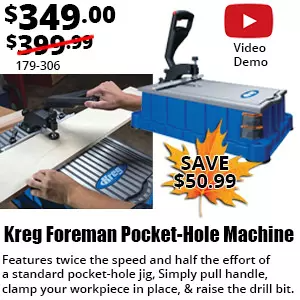 $349.00
$399.99
179-306
Video
Demo
Kreg
SAVE
$50.99
Kreg Foreman Pocket-Hole Machine
Features twice the speed and half the effort of
a standard pocket-hole jig, Simply pull handle,
clamp your workpiece in place, & raise the drill bit.